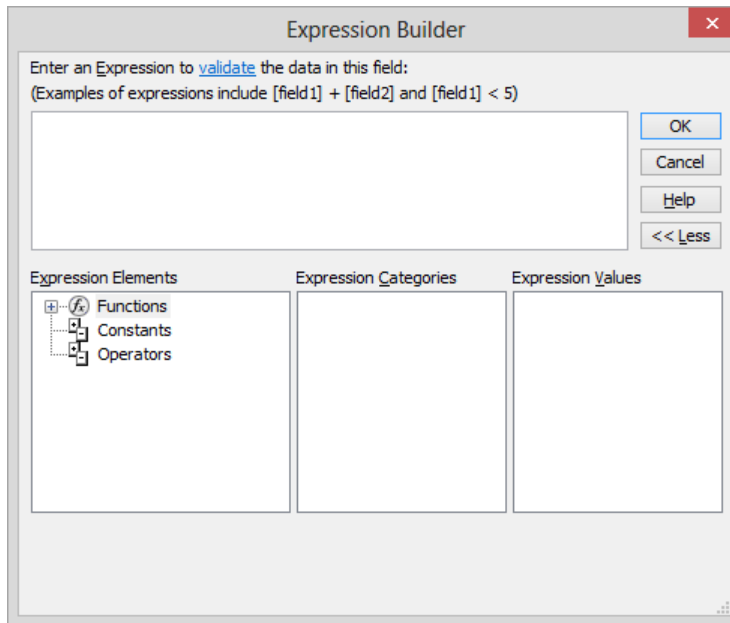 Expression Builder
Enter an Expression to validate the data in this field:
(Examples of expressions include [field1] + [field2] and [field1] < 5)
OK
Cancel
Help
<< Less
Expression Elements
Expression Categories
Expression Values
Functions
Constants
Operators